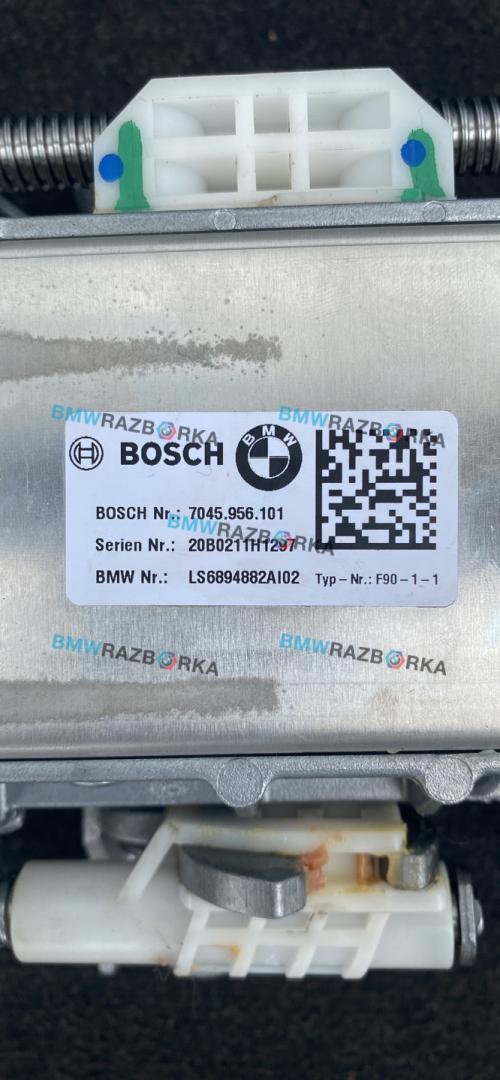 BMWRAZBORKA BMWRAZBORKA
BOSCH BMW
BOSCH Nr.: 7045.956.101
BMWRAZBORKA
Serien Nr.: 20B0211H1297
BMW Nr.: LS6894882AI02 Typ-Nr.: F90-1-1
BMWRAZBORKA BMWRAZBORKA